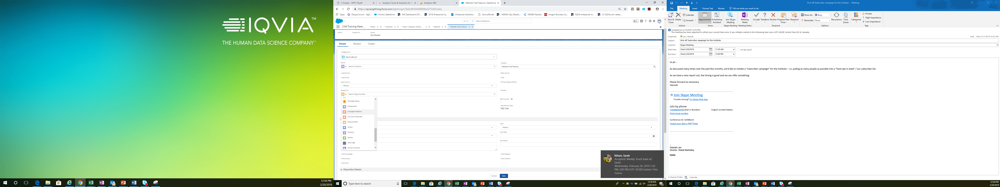 IQVIA™
THE HUMAN DATA SCIENCE COMPANY™
12:58 PM
2/20/2019
Y-Guides - WTR-19.pdf
Analytics Tools & Solutions for Y
Analytics 360
Website Chat Feature | Salesforce
https://iqvia.lightning.force.com/lightning/r/Task/00T6A00000KwQ77UAF/view
Apps
Eloqua Scrum - Agil...
Home | Salesforce
MA Dashboard 201...
2018 Enterprise Ca...
Enterprise Advertisi...
ServicePortal
NEMEA Ops Dashb...
NEMEA Results
Amgen Business So...
IQVIA enterprise m...
(1) IQVIA.com redes...
All
Search Salesforce
CSM Training Mate...
* Home
* Contacts
* Event - Industry: Follow-...
* Reports
* Website Chat Feature
Name
Related To
Status
Not Started
Details
Related
Chatter
* Assigned To
David LeBouef
Name
Search Contacts...
* Subject
Website Chat Feature
Lead Phone
MQL Source
Lead Email
UTM
Lead Source
--None--
Primary Responsibility
Related To
Search Opportunities...
Interest
DocuSign Status
Entitlements
Live Agent Sessions
Live Chat Transcripts
Opportunities
Orders
Products
Quotes
Sales Orgs
Service Contracts
GBP Account
Task Record Type
MQL Task
Type
--None--
Due Date
UTM Campaign
UTM Medium
UTM Source
UTM Content
UTM Term
Disposition Details
Cancel
Save
Nilson, Sarah
Accepted: Weekly Touch base w/
Sarah
Wednesday, February 20, 2019 1:30
PM-2:00 PM (UTC-05:00) Eastern Time
Outlook
Type here to search
12:58 PM
2/20/2019
Kick off Subscriber campaign for the Institute - Meeting
File
Meeting
Insert
Format Text
Review
Tell me what you want to do
Save & Close
Delete
Calendar
Forward
Actions
Appointment
Scheduling Assistant
Show
Join Skype Meeting
Skype Meeting
Meeting Notes
Meeting Notes
Accept
Tentative
Decline
Propose New Time
Respond
Respond
Show As:
Busy
Reminder:
None
Recurrence
Time Zones
Options
Categorize
Private
High Importance
Low Importance
Tags
Accepted on 2/13/2019 12:55 PM.
This meeting has been adjusted to reflect your current time zone. It was initially created in the following time zone: (UTC-06:00) Central Time (US & Canada).
Organizer
Law, Hannah
Sent Mon 2/11/2019 10:33 AM
Subject
Kick off Subscriber campaign for the Institute
Location
Skype Meeting
Start time
Wed 2/20/2019
11:30 AM
All day event
End time
Wed 2/20/2019
12:00 PM
Hi all –
As discussed many times over the past few months, we'd like to initiate a "subscriber campaign" for the Institute – i.e. pulling as many people as possible into a "hard opt in state" / our subscriber list.
As we have a new report out, the timing is good and we can offer something.
Please forward as necessary
Hannah
→ Join Skype Meeting
Trouble Joining? Try Skype Web App
Join by phone
+16468382458 (Dial-in Number)
English (United States)
Find a local number
Conference ID: 42598214
Forgot your dial-in PIN? | Help
--
Hannah Law
Director, Global Marketing
IQVIA
In Shared Folder
Calendar
12:58 PM
2/20/2019